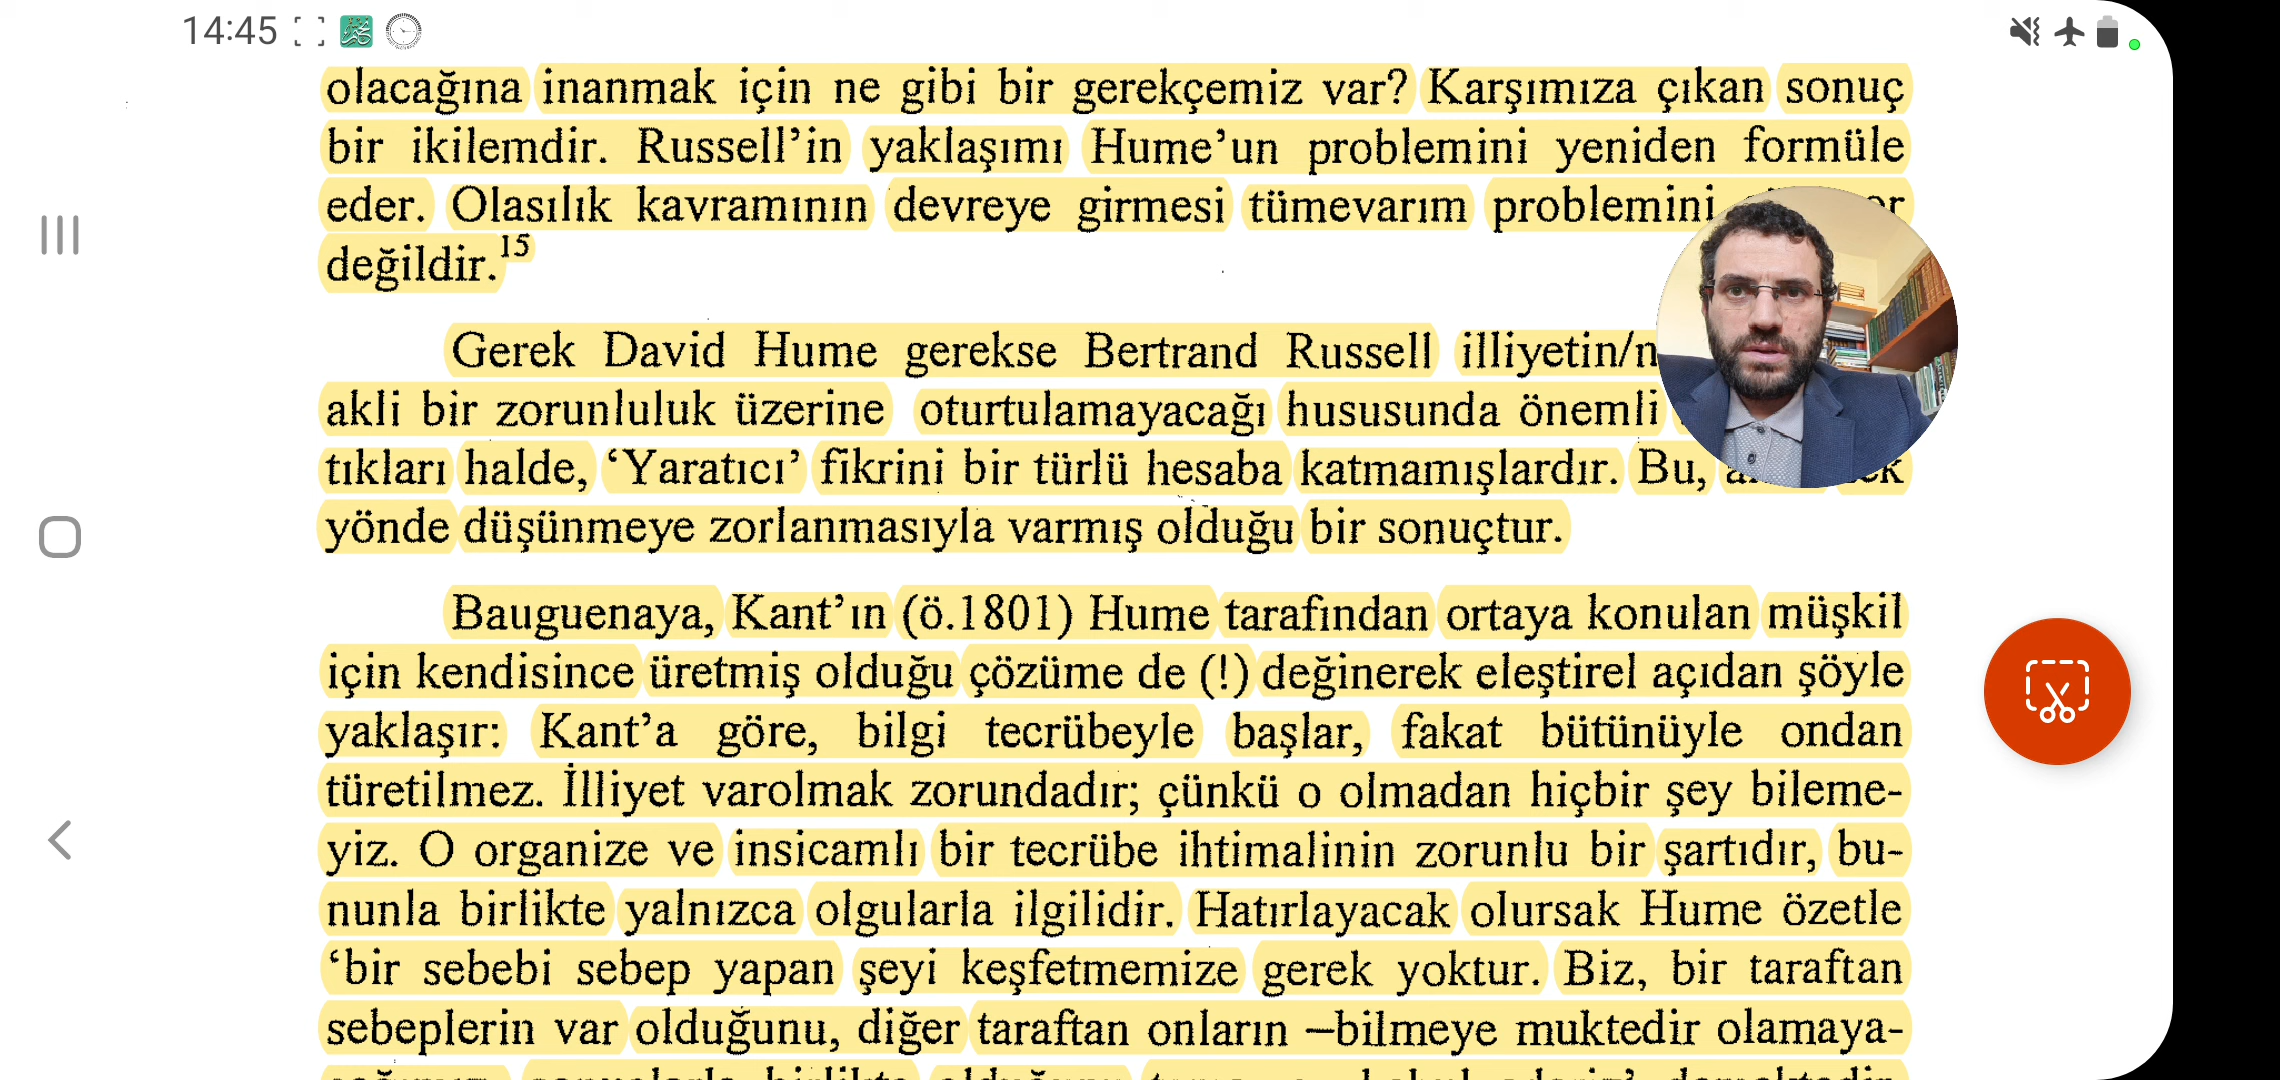 14:45
olacağına inanmak için ne gibi bir gerekçemiz var? Karşımıza çıkan sonuç
bir ikilemdir. Russell’in yaklaşımı Hume’un problemini yeniden formüle
eder. Olasılık kavramının devreye girmesi tümevarım problemini
değildir.15
Gerek David Hume gerekse Bertrand Russell illiyetin/n
akli bir zorunluluk üzerine oturtulamayacağı hususunda önemli
tıkları halde, ‘Yaratıcı’ fikrini bir türlü hesaba katmamışlardır. Bu,
yönde düşünmeye zorlanmasıyla varmış olduğu bir sonuçtur.
Bauguenaya, Kant’ın (ö.1801) Hume tarafından ortaya konulan müşkil
için kendisince üretmiş olduğu çözüme de (!) değinerek eleştirel açıdan şöyle
yaklaşır: Kant’a göre, bilgi tecrübeyle başlar, fakat bütünüyle ondan
türetilmez. İlliyet varolmak zorundadır; çünkü o olmadan hiçbir şey bileme-
yiz. O organize ve insicamlı bir tecrübe ihtimalinin zorunlu bir şartıdır, bu-
nunla birlikte yalnızca olgularla ilgilidir. Hatırlayacak olursak Hume özetle
‘bir sebebi sebep yapan şeyi keşfetmemize gerek yoktur. Biz, bir taraftan
sebeplerin var olduğunu, diğer taraftan onların –bilmeye muktedir olamaya-